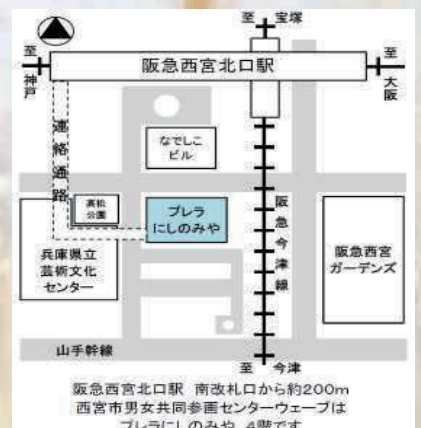 至
宝塚
至
神戸
阪急西宮北口駅
至
大阪
連絡通路
なでしこ
ビル
高松
公園
プレラ
にしのみや
兵庫県立
芸術文化
センター
阪急今津線
阪急西宮
ガーデンズ
山手幹線
至
今津
阪急西宮北口駅 南改札口から約200m
西宮市男女共同参画センターウェーブは
プレラにしのみや 4階です